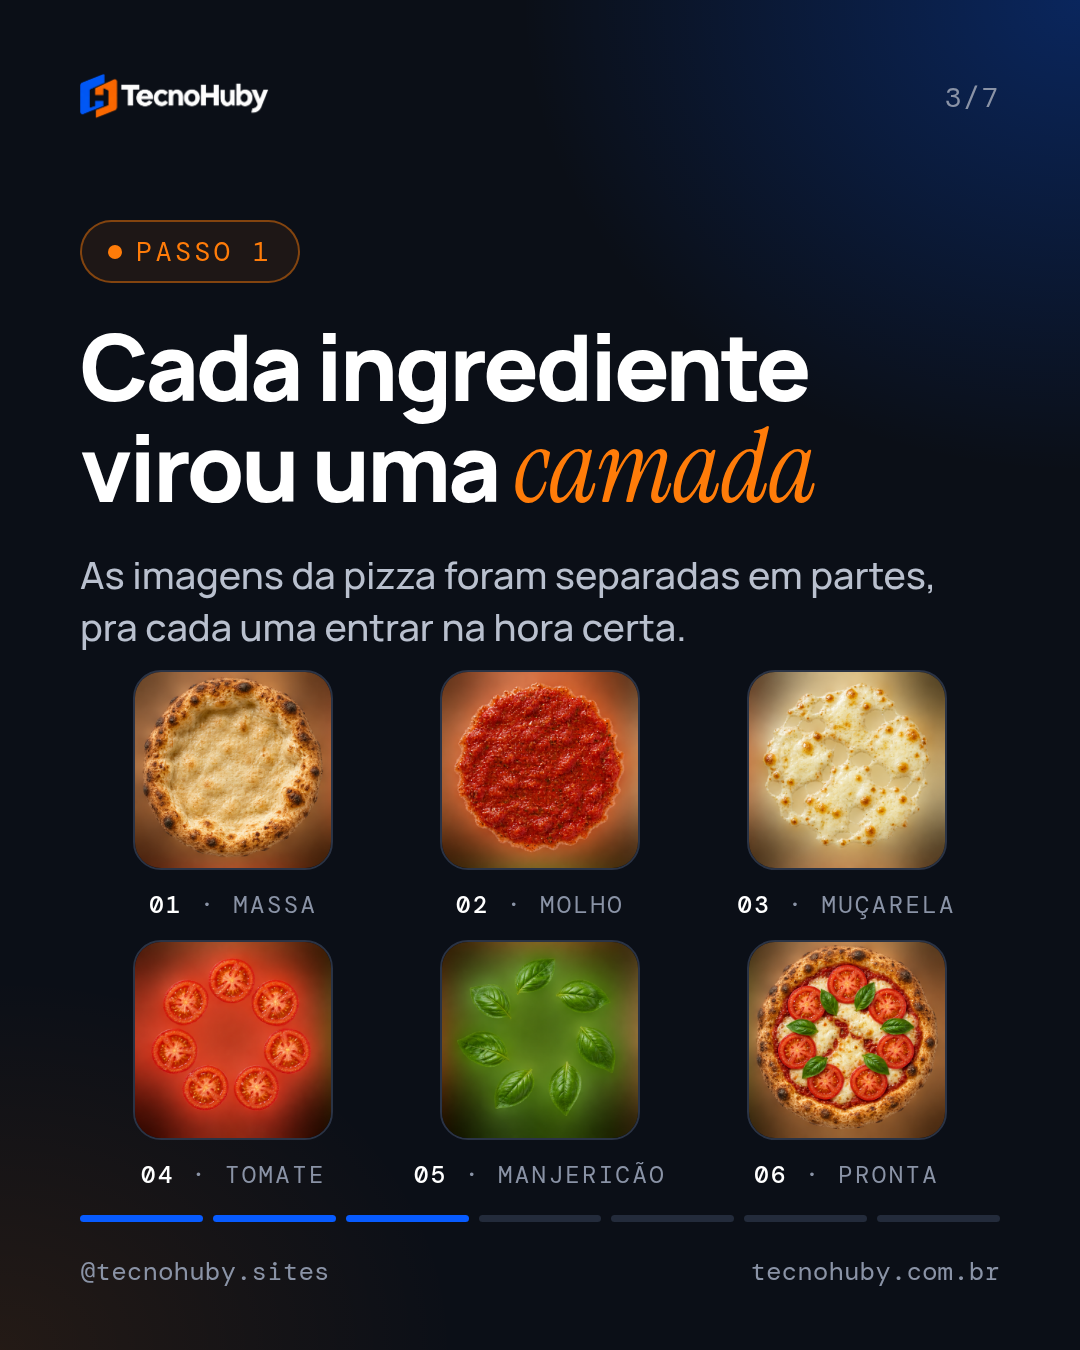 TecnoHuby
3/7
PASSO 1
Cada ingrediente
virou uma camada
As imagens da pizza foram separadas em partes,
pra cada uma entrar na hora certa.
01 · MASSA
02 · MOLHO
03 · MUÇARELA
04 · TOMATE
05 · MANJERICÃO
06 · PRONTA
@tecnohuby.sites
tecnohuby.com.br